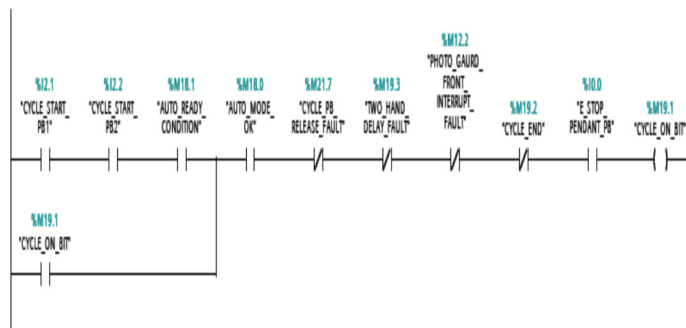 %M12.2
"PHOTO_GAURD_
FRONT_
INTERRUPT_
FAULT"
%I2.1
"CYCLE_START_
PB1"
%I2.2
"CYCLE_START_
PB2"
%M18.1
"AUTO_READY_
CONDITION"
%M18.0
"AUTO_MODE_
OK"
%M21.7
"CYCLE_PB_
RELEASE_FAULT"
%M19.3
"TWO_HAND_
DELAY_FAULT"
%M19.2
"CYCLE_END"
%I0.0
"E_STOP_
PENDANT_PB"
%M19.1
"CYCLE_ON_BIT"
%M19.1
"CYCLE_ON_BIT"